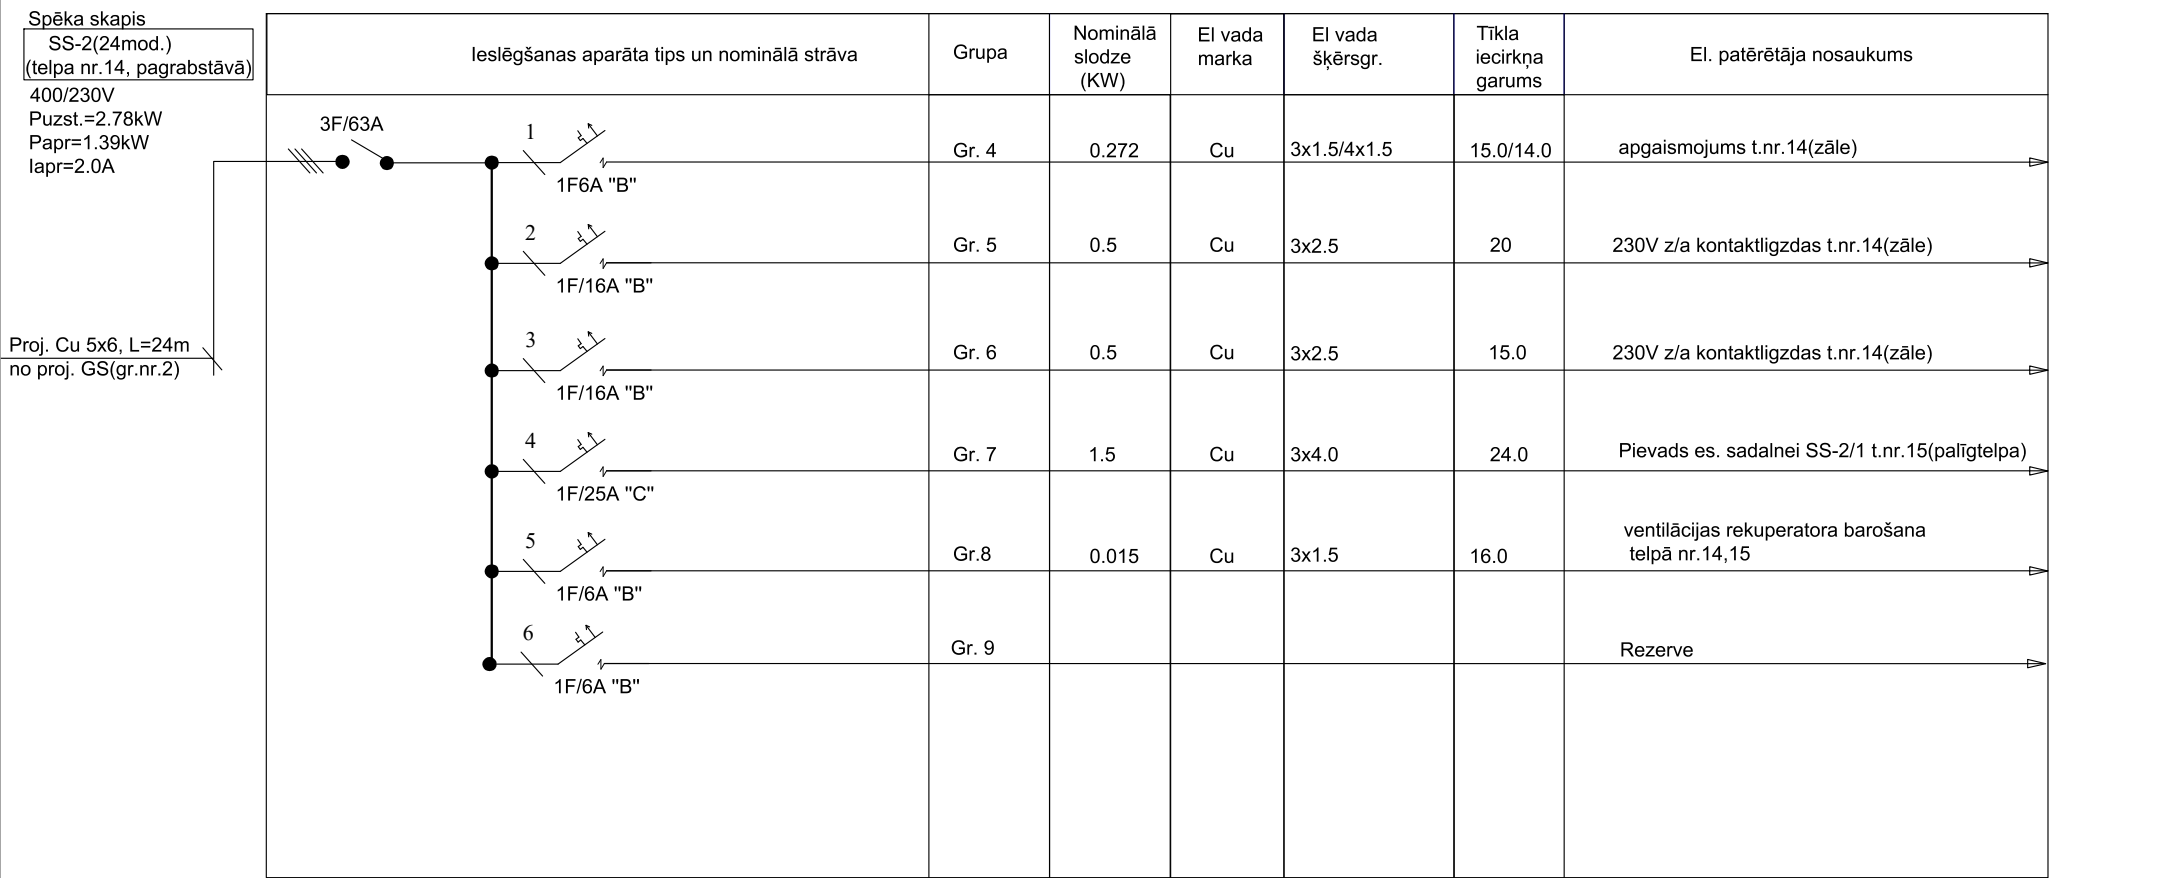 Spēka skapis
SS-2(24mod.)
(telpa nr.14, pagrabstāvā)
400/230V
Puzst.=2.78kW
Papr=1.39kW
Iapr=2.0A
Proj. Cu 5x6, L=24m
no proj. GS(gr.nr.2)
Ieslēgšanas aparāta tips un nominālā strāva
Grupa
Nominālā
slodze
(KW)
El vada
marka
El vada
šķērsgr.
Tīkla
iecirkņa
garums
El. patērētāja nosaukums
3F/63A
1
1F6A "B"
Gr. 4
0.272
Cu
3x1.5/4x1.5
15.0/14.0
apgaismojums t.nr.14(zāle)
2
1F/16A "B"
Gr. 5
0.5
Cu
3x2.5
20
230V z/a kontaktligzdas t.nr.14(zāle)
3
1F/16A "B"
Gr. 6
0.5
Cu
3x2.5
15.0
230V z/a kontaktligzdas t.nr.14(zāle)
4
1F/25A "C"
Gr. 7
1.5
Cu
3x4.0
24.0
Pievads es. sadalnei SS-2/1 t.nr.15(palīgtelpa)
5
1F/6A "B"
Gr.8
0.015
Cu
3x1.5
16.0
ventilācijas rekuperatora barošana
telpā nr.14,15
6
1F/6A "B"
Gr. 9
Rezerve